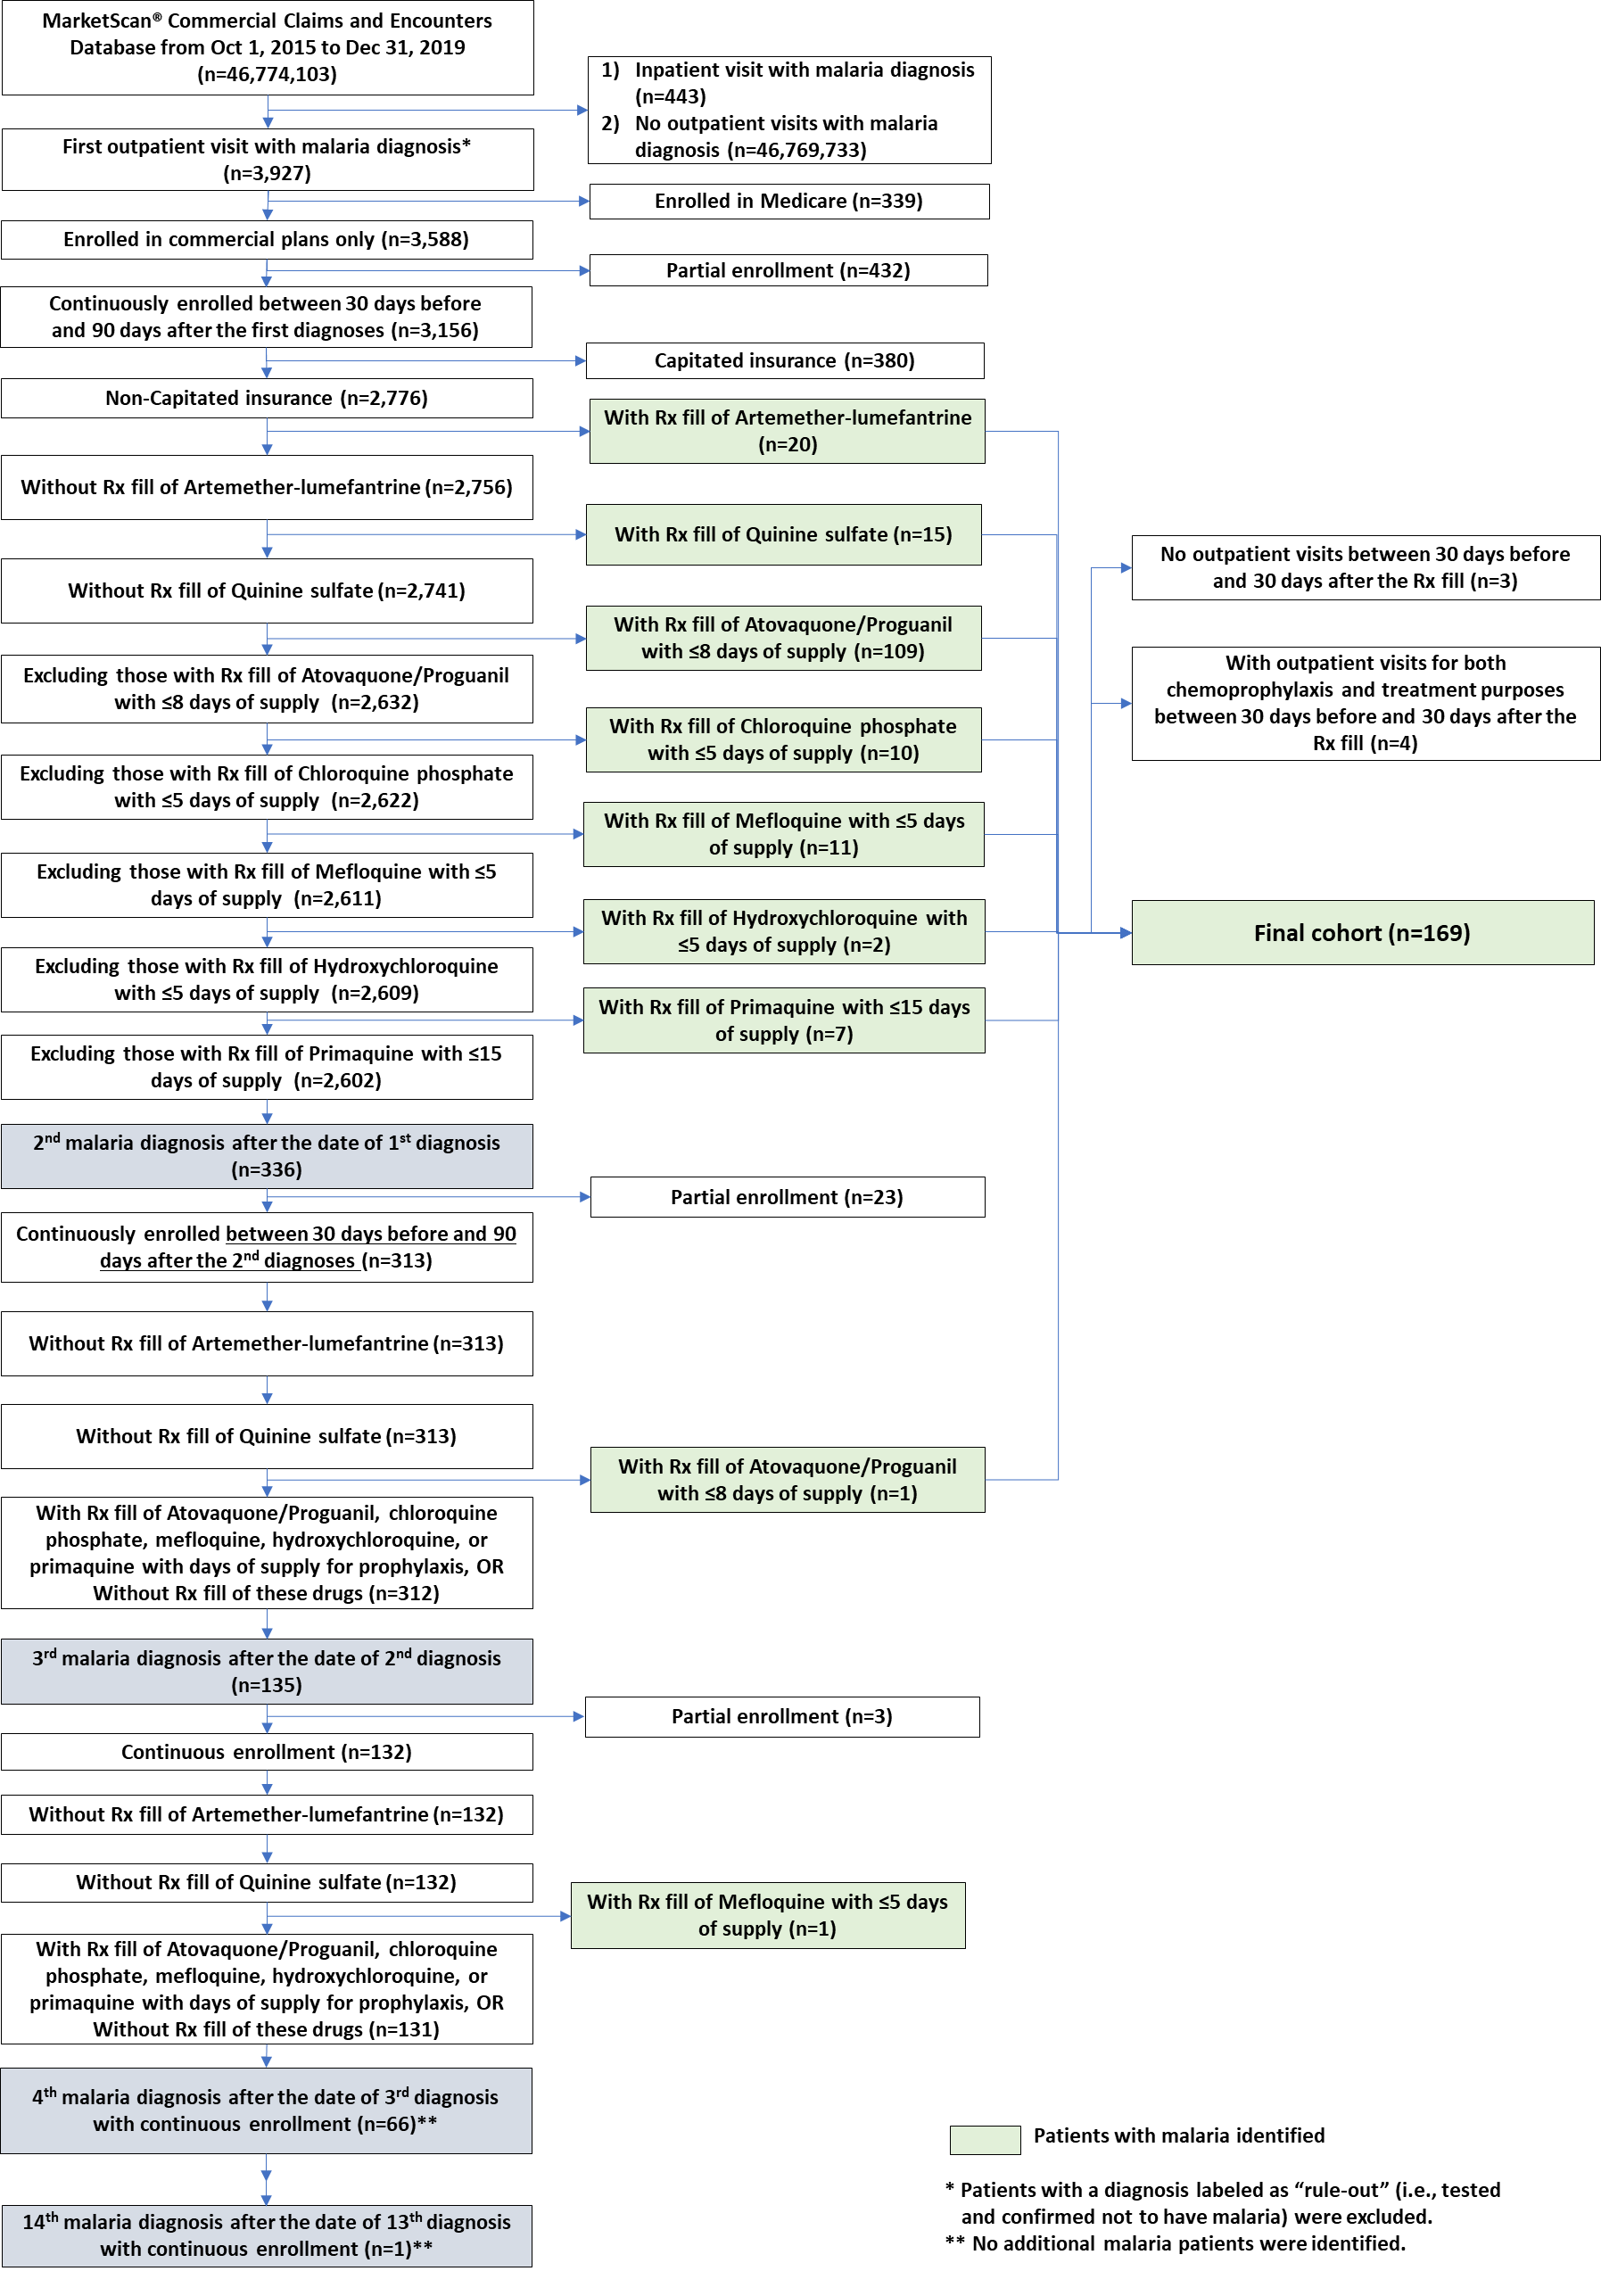 MarketScan® Commercial Claims and Encounters
Database from Oct 1, 2015 to Dec 31, 2019
(n=46,774,103)
1) Inpatient visit with malaria diagnosis
(n=443)
2) No outpatient visits with malaria
diagnosis (n=46,769,733)
First outpatient visit with malaria diagnosis*
(n=3,927)
Enrolled in Medicare (n=339)
Enrolled in commercial plans only (n=3,588)
Partial enrollment (n=432)
Continuously enrolled between 30 days before
and 90 days after the first diagnoses (n=3,156)
Capitated insurance (n=380)
Non-Capitated insurance (n=2,776)
With Rx fill of Artemether-lumefantrine
(n=20)
Without Rx fill of Artemether-lumefantrine (n=2,756)
With Rx fill of Quinine sulfate (n=15)
No outpatient visits between 30 days before
and 30 days after the Rx fill (n=3)
Without Rx fill of Quinine sulfate (n=2,741)
With Rx fill of Atovaquone/Proguanil
with ≤8 days of supply (n=109)
With outpatient visits for both
chemoprophylaxis and treatment purposes
between 30 days before and 30 days after the
Rx fill (n=4)
Excluding those with Rx fill of Atovaquone/Proguanil
with ≤8 days of supply (n=2,632)
With Rx fill of Chloroquine phosphate
with ≤5 days of supply (n=10)
Excluding those with Rx fill of Chloroquine phosphate
with ≤5 days of supply (n=2,622)
With Rx fill of Mefloquine with ≤5 days
of supply (n=11)
Excluding those with Rx fill of Mefloquine with ≤5
days of supply (n=2,611)
With Rx fill of Hydroxychloroquine with
≤5 days of supply (n=2)
Final cohort (n=169)
Excluding those with Rx fill of Hydroxychloroquine
with ≤5 days of supply (n=2,609)
With Rx fill of Primaquine with ≤15 days
of supply (n=7)
Excluding those with Rx fill of Primaquine with ≤15
days of supply (n=2,602)
2nd malaria diagnosis after the date of 1st diagnosis
(n=336)
Partial enrollment (n=23)
Continuously enrolled between 30 days before and 90
days after the 2nd diagnoses (n=313)
Without Rx fill of Artemether-lumefantrine (n=313)
Without Rx fill of Quinine sulfate (n=313)
With Rx fill of Atovaquone/Proguanil
with ≤8 days of supply (n=1)
With Rx fill of Atovaquone/Proguanil, chloroquine
phosphate, mefloquine, hydroxychloroquine, or
primaquine with days of supply for prophylaxis, OR
Without Rx fill of these drugs (n=312)
3rd malaria diagnosis after the date of 2nd diagnosis
(n=135)
Partial enrollment (n=3)
Continuous enrollment (n=132)
Without Rx fill of Artemether-lumefantrine (n=132)
Without Rx fill of Quinine sulfate (n=132)
With Rx fill of Mefloquine with ≤5 days
of supply (n=1)
With Rx fill of Atovaquone/Proguanil, chloroquine
phosphate, mefloquine, hydroxychloroquine, or
primaquine with days of supply for prophylaxis, OR
Without Rx fill of these drugs (n=131)
4th malaria diagnosis after the date of 3rd diagnosis
with continuous enrollment (n=66)**
14th malaria diagnosis after the date of 13th diagnosis
with continuous enrollment (n=1)**
Patients with malaria identified
* Patients with a diagnosis labeled as “rule-out” (i.e., tested
and confirmed not to have malaria) were excluded.
** No additional malaria patients were identified.